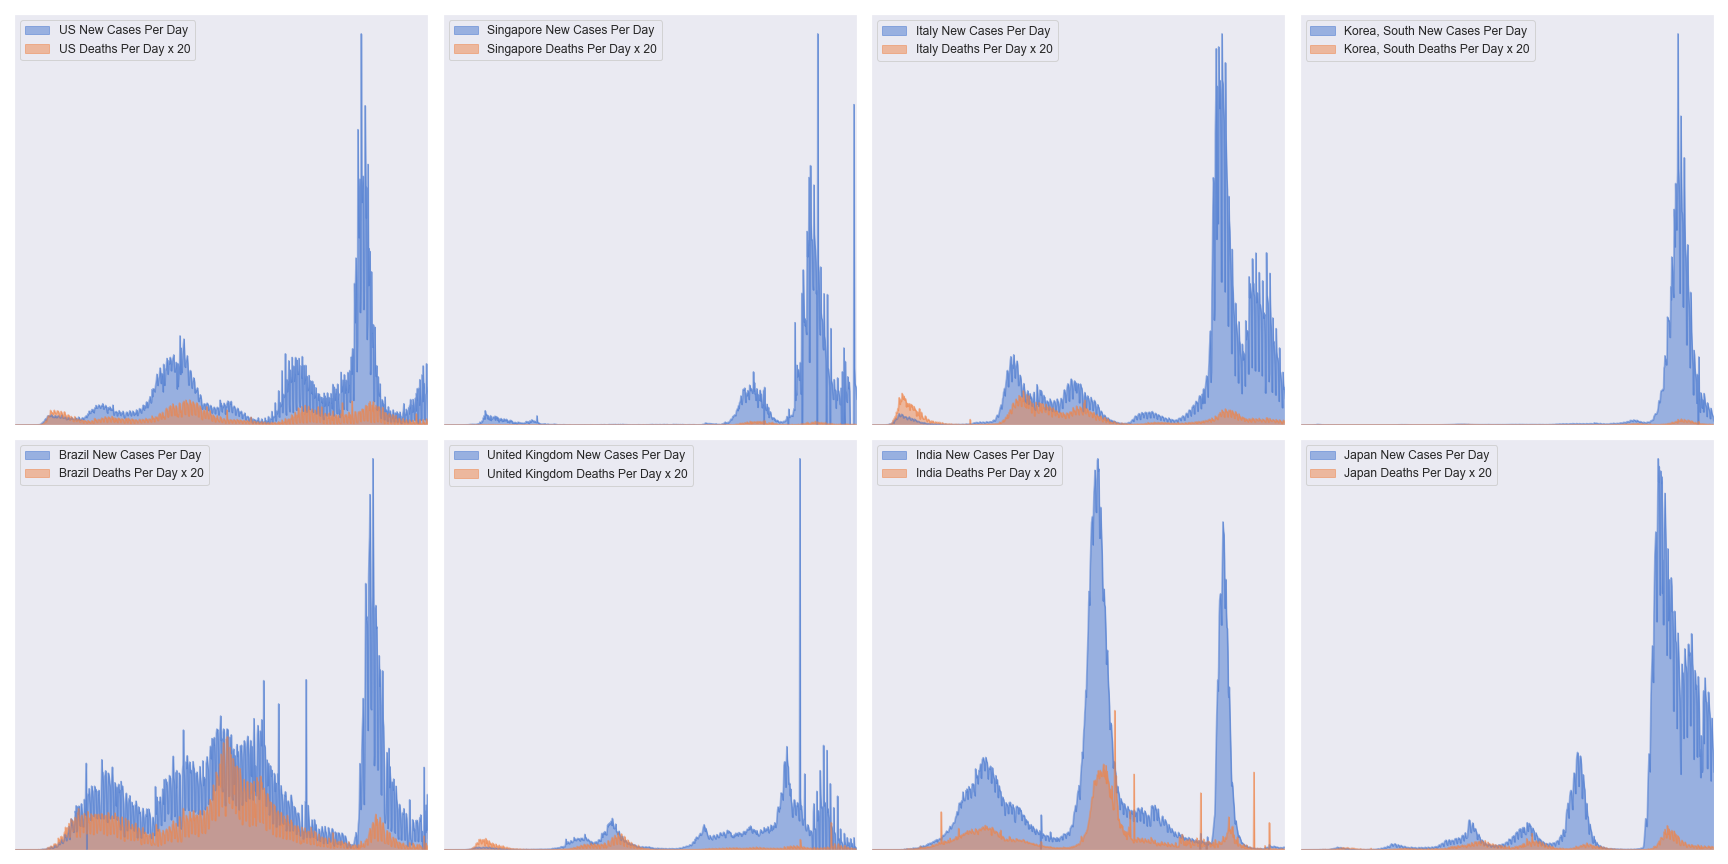 US New Cases Per Day
US Deaths Per Day x 20
Singapore New Cases Per Day
Singapore Deaths Per Day x 20
Italy New Cases Per Day
Italy Deaths Per Day x 20
Korea, South New Cases Per Day
Korea, South Deaths Per Day x 20
Brazil New Cases Per Day
Brazil Deaths Per Day x 20
United Kingdom New Cases Per Day
United Kingdom Deaths Per Day x 20
India New Cases Per Day
India Deaths Per Day x 20
Japan New Cases Per Day
Japan Deaths Per Day x 20